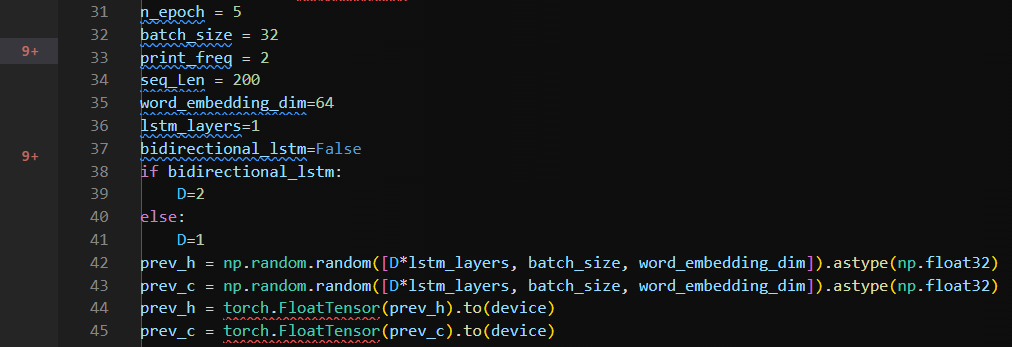 9+
9+
31 n_epoch = 5
32 batch_size = 32
33 print_freq = 2
34 seq_Len = 200
35 word_embedding_dim=64
36 lstm_layers=1
37 bidirectional_lstm=False
38 if bidirectional_lstm:
39     D=2
40 else:
41     D=1
42 prev_h = np.random.random([D*lstm_layers, batch_size, word_embedding_dim]).astype(np.float32)
43 prev_c = np.random.random([D*lstm_layers, batch_size, word_embedding_dim]).astype(np.float32)
44 prev_h = torch.FloatTensor(prev_h).to(device)
45 prev_c = torch.FloatTensor(prev_c).to(device)